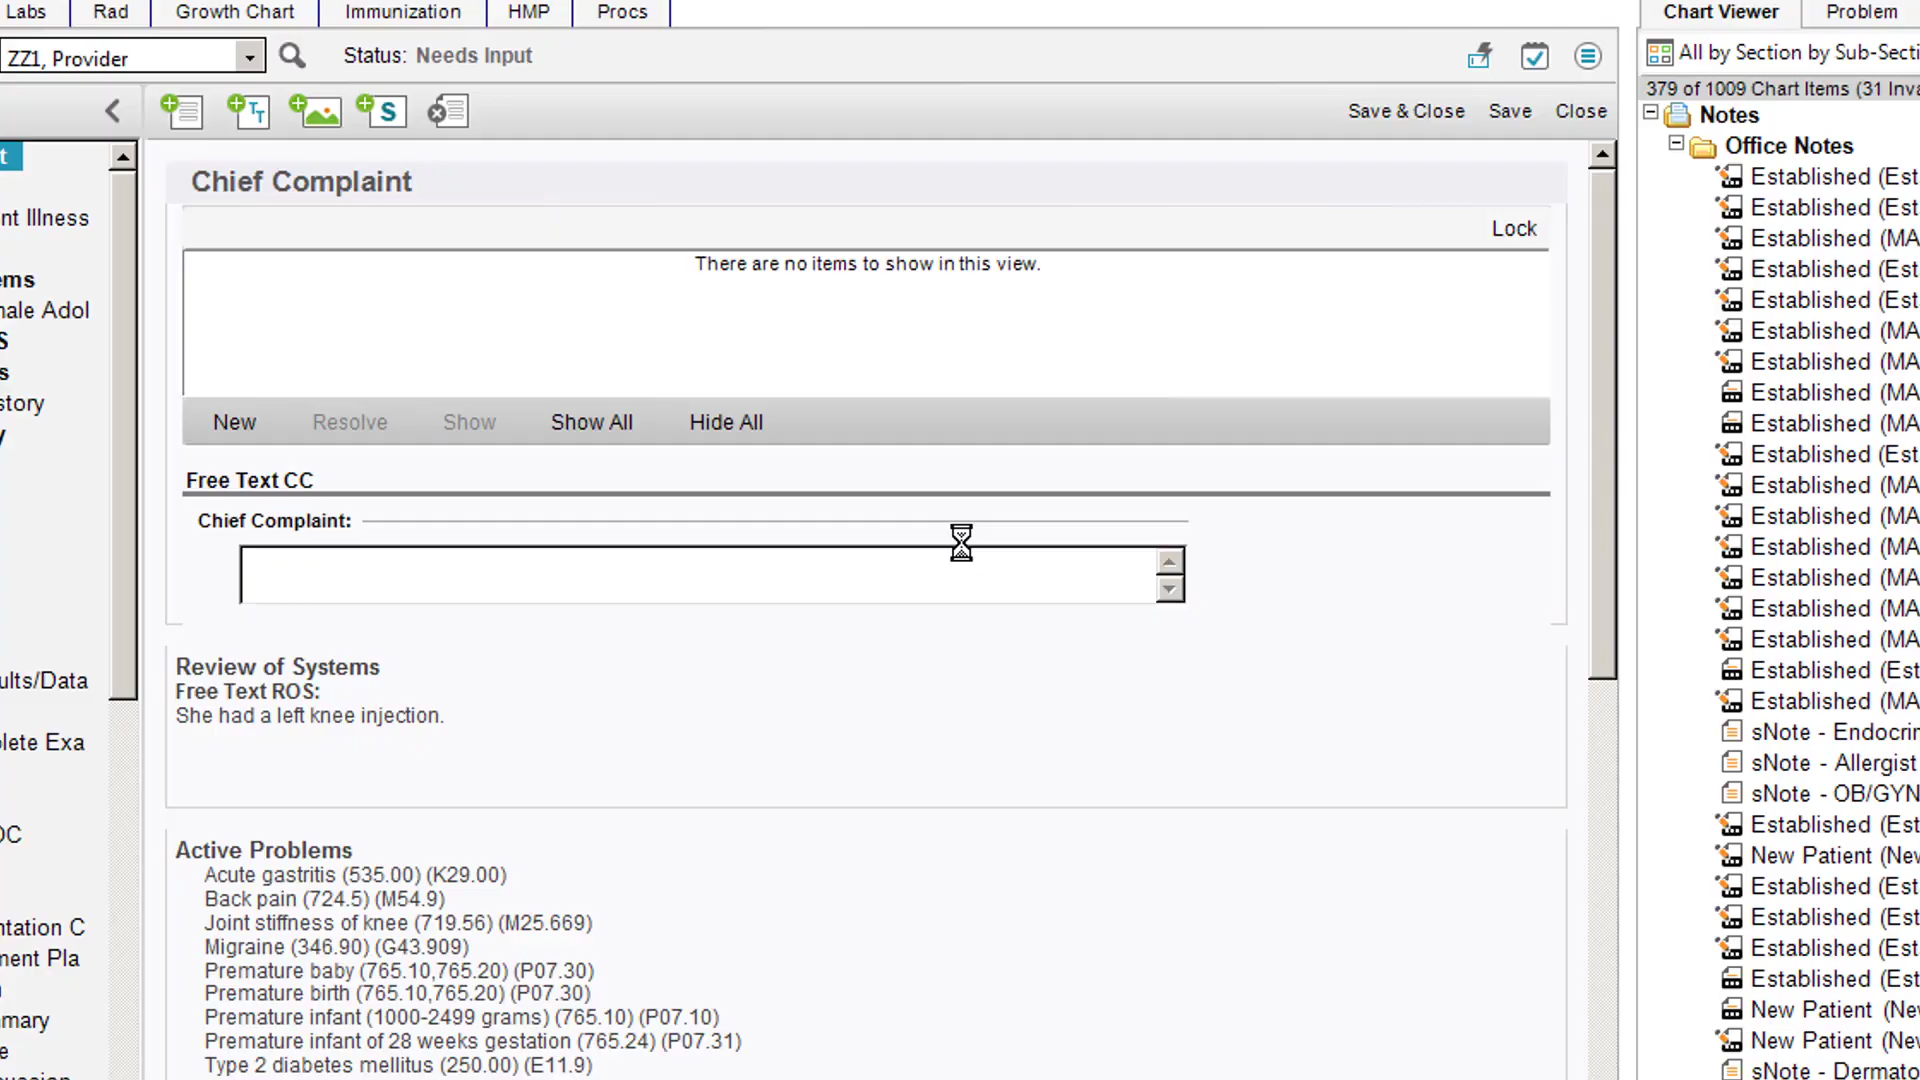 Labs Rad Growth Chart Immunization HMP Procs
ZZ1, Provider Status: Needs Input
Save & Close Save Close
t
nt Illness
ems
nale Adol
S
s
story
y
ults/Data
lete Exa
OC
ntation C
ment Pla
n
mary
e
Chief Complaint
Lock
There are no items to show in this view.
New Resolve Show Show All Hide All
Free Text CC
Chief Complaint:
Review of Systems
Free Text ROS:
She had a left knee injection.
Active Problems
Acute gastritis (535.00) (K29.00)
Back pain (724.5) (M54.9)
Joint stiffness of knee (719.56) (M25.669)
Migraine (346.90) (G43.909)
Premature baby (765.10,765.20) (P07.30)
Premature birth (765.10,765.20) (P07.30)
Premature infant (1000-2499 grams) (765.10) (P07.10)
Premature infant of 28 weeks gestation (765.24) (P07.31)
Type 2 diabetes mellitus (250.00) (E11.9)
Chart Viewer Problem
All by Section by Sub-Secti
379 of 1009 Chart Items (31 Inva
Notes
Office Notes
Established (Est
Established (Est
Established (MA
Established (Est
Established (Est
Established (MA
Established (MA
Established (MA
Established (MA
Established (Est
Established (MA
Established (MA
Established (MA
Established (MA
Established (MA
Established (MA
Established (Est
Established (MA
sNote - Endocrin
sNote - Allergist
sNote - OB/GYN
Established (Est
New Patient (Nev
Established (Est
Established (Est
Established (Est
Established (Est
New Patient (Nev
New Patient (Nev
sNote - Dermato